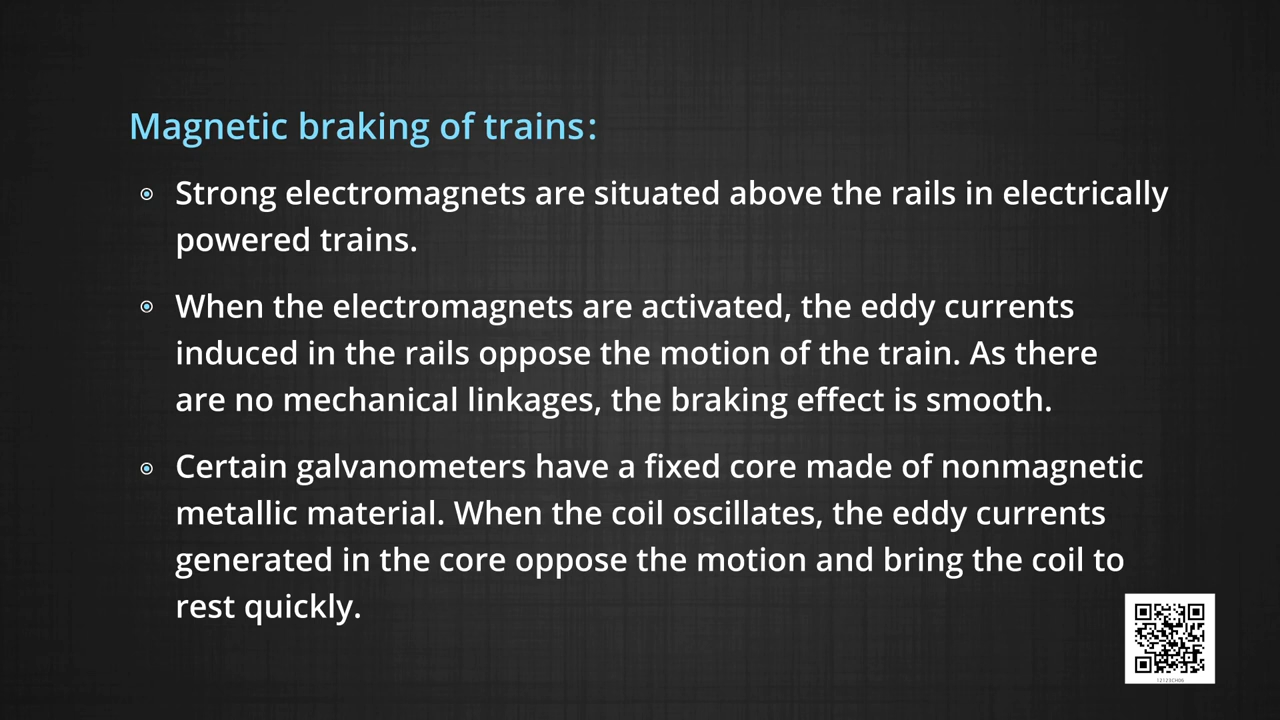 Magnetic braking of trains:
Strong electromagnets are situated above the rails in electrically
powered trains.
When the electromagnets are activated, the eddy currents
induced in the rails oppose the motion of the train. As there
are no mechanical linkages, the braking effect is smooth.
Certain galvanometers have a fixed core made of nonmagnetic
metallic material. When the coil oscillates, the eddy currents
generated in the core oppose the motion and bring the coil to
rest quickly.
12123CH06